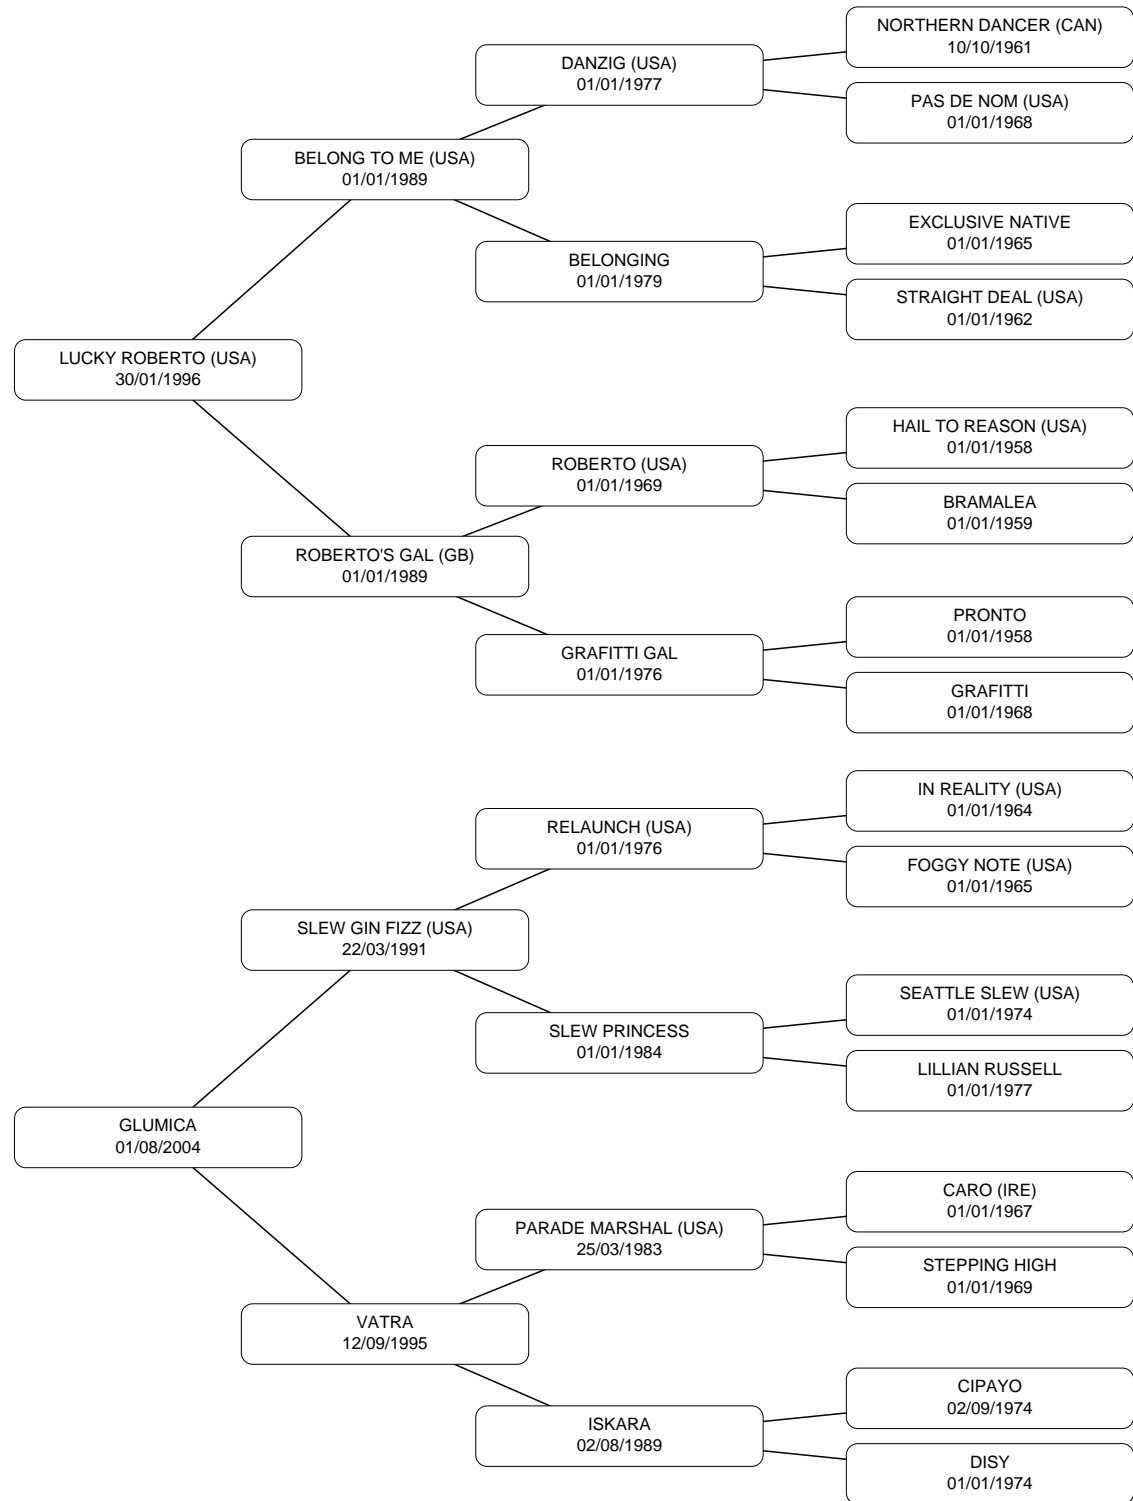 NORTHERN DANCER (CAN)
10/10/1961
DANZIG (USA)
01/01/1977
PAS DE NOM (USA)
01/01/1968
BELONG TO ME (USA)
01/01/1989
EXCLUSIVE NATIVE
01/01/1965
BELONGING
01/01/1979
STRAIGHT DEAL (USA)
01/01/1962
LUCKY ROBERTO (USA)
30/01/1996
HAIL TO REASON (USA)
01/01/1958
ROBERTO (USA)
01/01/1969
BRAMALEA
01/01/1959
ROBERTO'S GAL (GB)
01/01/1989
PRONTO
01/01/1958
GRAFITTI GAL
01/01/1976
GRAFITTI
01/01/1968
IN REALITY (USA)
01/01/1964
RELAUNCH (USA)
01/01/1976
FOGGY NOTE (USA)
01/01/1965
SLEW GIN FIZZ (USA)
22/03/1991
SEATTLE SLEW (USA)
01/01/1974
SLEW PRINCESS
01/01/1984
LILLIAN RUSSELL
01/01/1977
GLUMICA
01/08/2004
CARO (IRE)
01/01/1967
PARADE MARSHAL (USA)
25/03/1983
STEPPING HIGH
01/01/1969
VATRA
12/09/1995
CIPAYO
02/09/1974
ISKARA
02/08/1989
DISY
01/01/1974